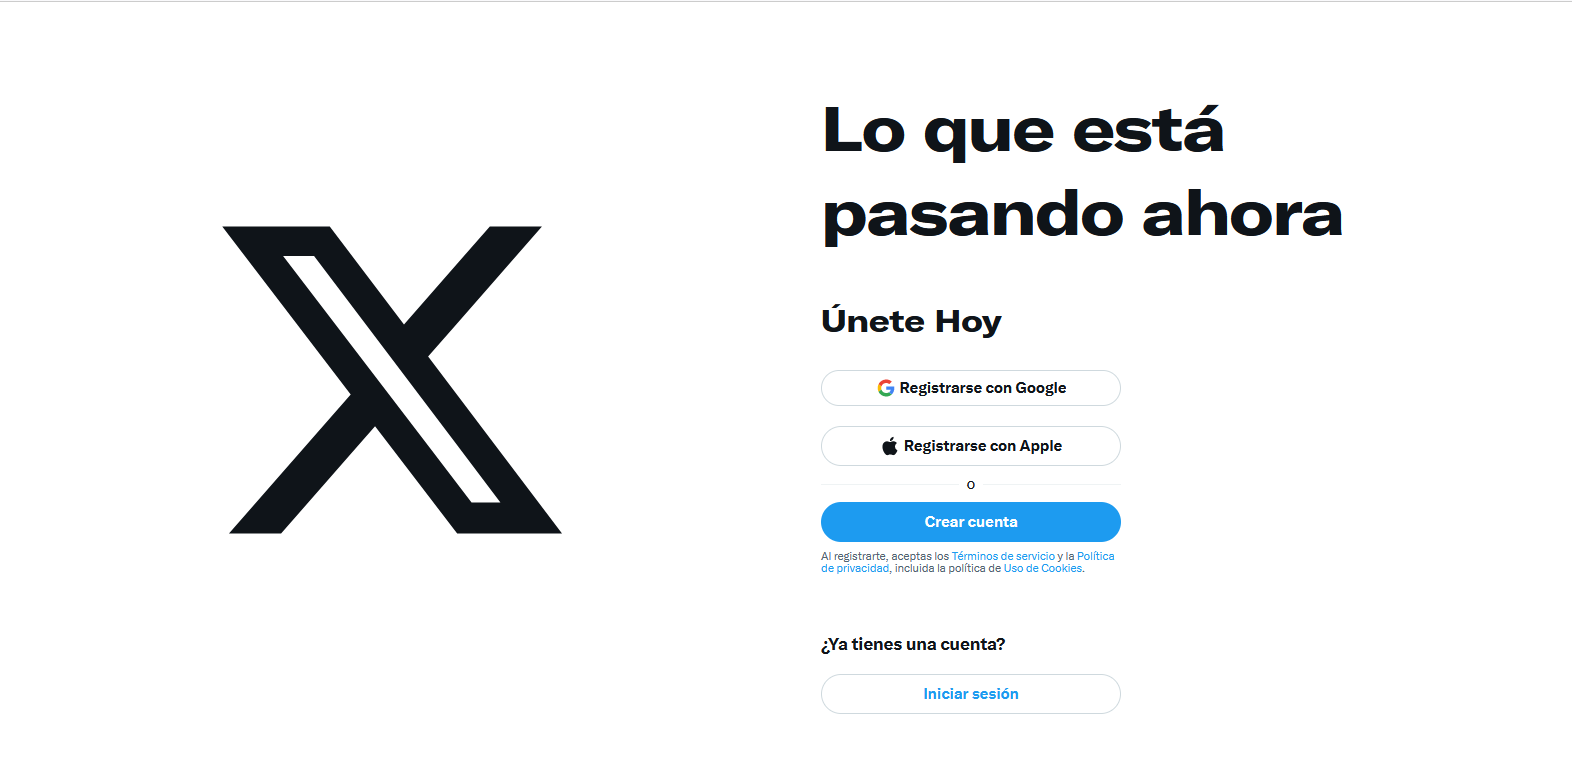 Lo que está
pasando ahora
Únete Hoy
Registrarse con Google
Registrarse con Apple
o
Crear cuenta
Al registrarte, aceptas los Términos de servicio y la Política
de privacidad, incluida la política de Uso de Cookies.
¿Ya tienes una cuenta?
Iniciar sesión